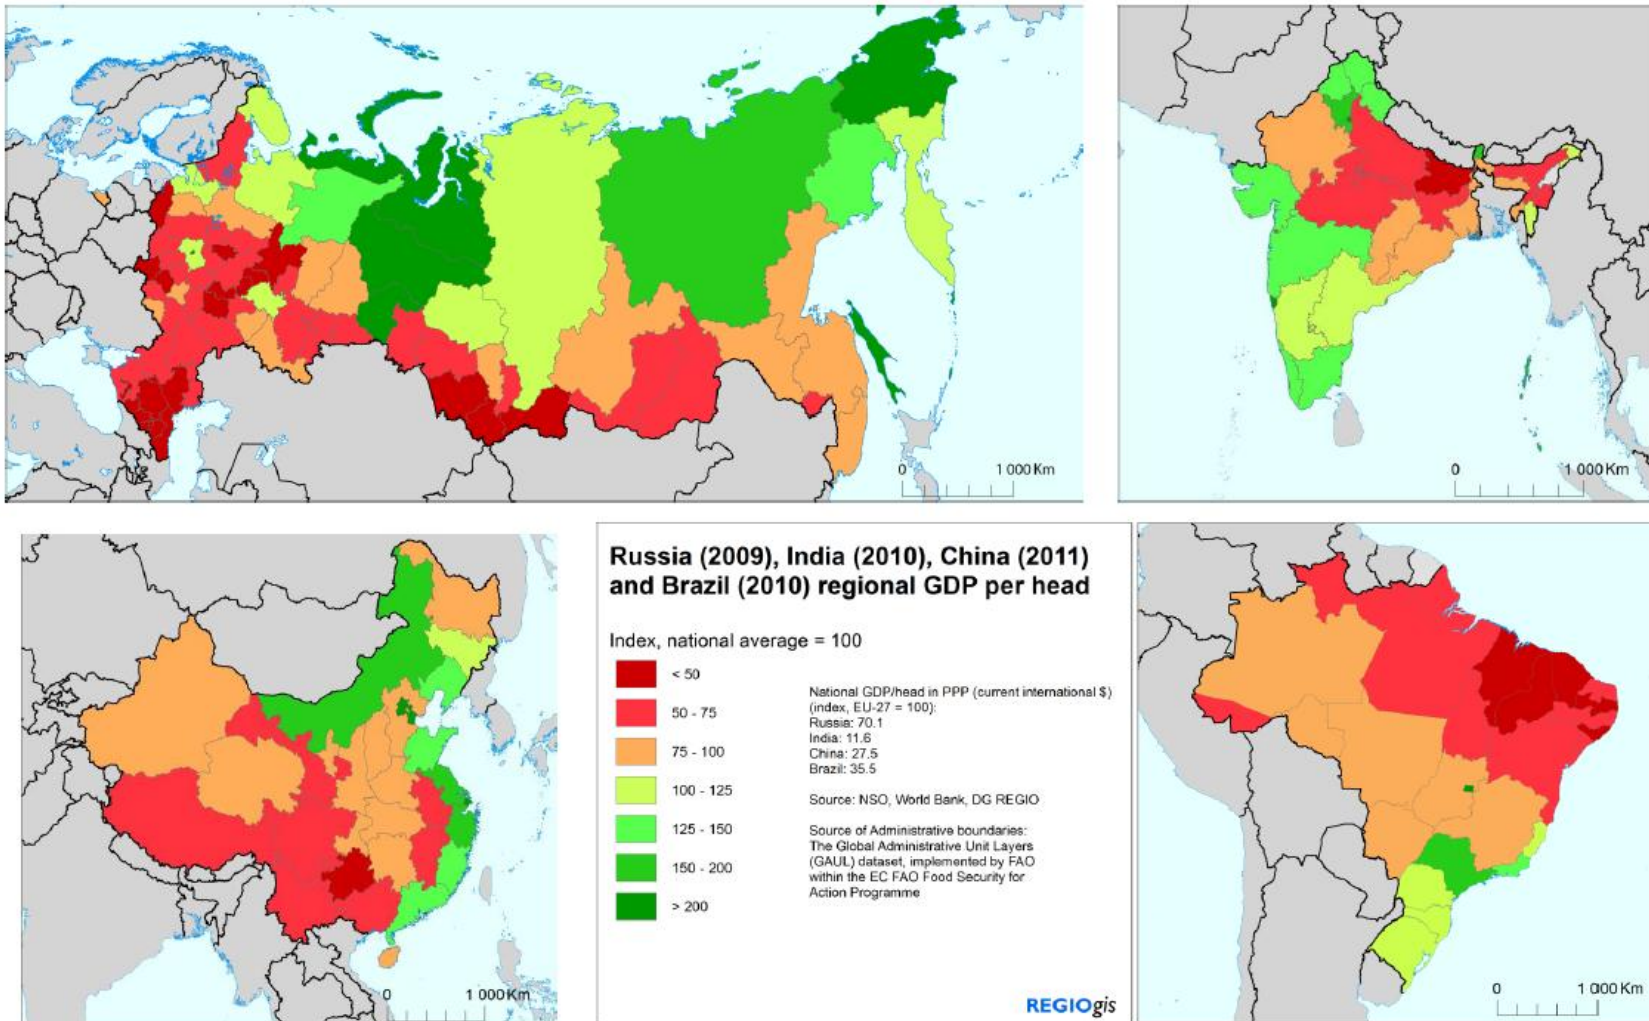 0 1 000 Km
0 1 000 Km
Russia (2009), India (2010), China (2011)
and Brazil (2010) regional GDP per head
Index, national average = 100
< 50
50 - 75
75 - 100
100 - 125
125 - 150
150 - 200
> 200
National GDP/head in PPP (current international $)
(index, EU-27 = 100):
Russia: 70.1
India: 11.6
China: 27.5
Brazil: 35.5
Source: NSO, World Bank, DG REGIO
Source of Administrative boundaries:
The Global Administrative Unit Layers
(GAUL) dataset, implemented by FAO
within the EC FAO Food Security for
Action Programme
REGIOgis
0 1 000 Km
0 1 000 Km